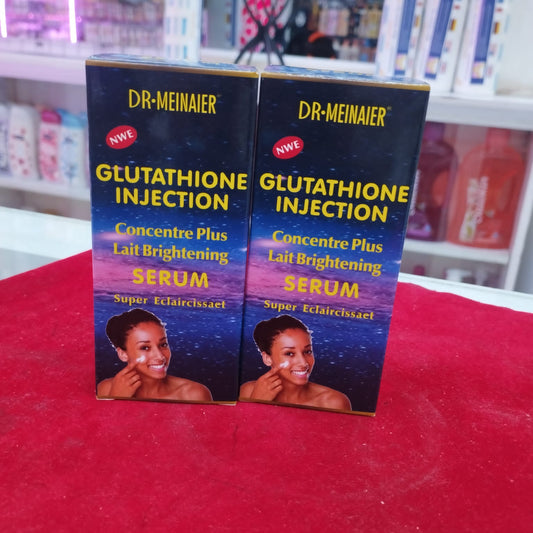 DR·MEINAIER
NWE
GLUTATHIONE
INJECTION
Concentre Plus
Lait Brightening
SERUM
Super Eclaircissaet
DR·MEINAIER
NWE
GLUTATHIONE
INJECTION
Concentre Plus
Lait Brightening
SERUM
Super Eclaircissaet